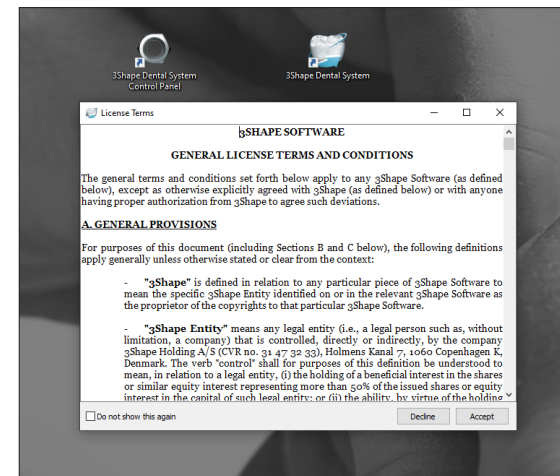 3Shape Dental System
Control Panel
3Shape Dental System
License Terms
3SHAPE SOFTWARE
GENERAL LICENSE TERMS AND CONDITIONS
The general terms and conditions set forth below apply to any 3Shape Software (as defined
below), except as otherwise explicitly agreed with 3Shape (as defined below) or with anyone
having proper authorization from 3Shape to agree such deviations.
A. GENERAL PROVISIONS
For purposes of this document (including Sections B and C below), the following definitions
apply generally unless otherwise stated or clear from the context:
- "3Shape" is defined in relation to any particular piece of 3Shape Software to
mean the specific 3Shape Entity identified on or in the relevant 3Shape Software as
the proprietor of the copyrights to that particular 3Shape Software.
- "3Shape Entity" means any legal entity (i.e., a legal person such as, without
limitation, a company) that is controlled, directly or indirectly, by the company
3Shape Holding A/S (CVR no. 31 47 32 33), Holmens Kanal 7, 1060 Copenhagen K,
Denmark. The verb "control" shall for purposes of this definition be understood to
mean, in relation to a legal entity, (i) the holding of a beneficial interest in the shares
or similar equity interest representing more than 50% of the issued shares or equity
interest in the capital of such legal entity; or (ii) the ability, by virtue of the holding
Do not show this again
Decline
Accept